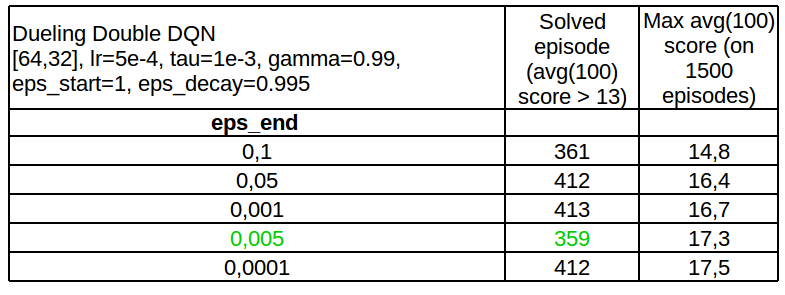 Dueling Double DQN
[64,32], lr=5e-4, tau=1e-3, gamma=0.99,
eps_start=1, eps_decay=0.995
Solved
episode
(avg(100)
score > 13)
Max avg(100)
score (on
1500
episodes)
eps_end
0,1 361 14,8
0,05 412 16,4
0,001 413 16,7
0,005 359 17,3
0,0001 412 17,5